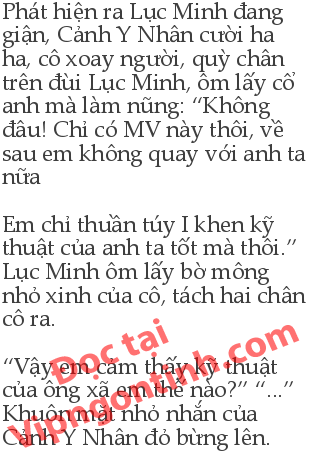 Phát hiện ra Lục Minh đang
giận, Cảnh Y Nhân cười ha
ha, cô xoay người, quỳ chân
trên đùi Lục Minh, ôm lấy cổ
anh mà làm nũng: “Không
đâu! Chỉ có MV này thôi, về
sau em không quay với anh ta
nữa
Em chỉ thuần túy I khen kỹ
thuật của anh ta tốt mà thôi.”
Lục Minh ôm lấy bờ mông
nhỏ xinh của cô, tách hai chân
cô ra.
“Vậy em cảm thấy kỹ thuật
của ông xã em thế nào?” “...”
Khuôn mặt nhỏ nhắn của
Cảnh Y Nhân đỏ bừng lên.
Đọc tại
Vipngontinh.com